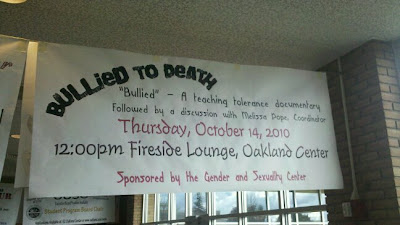 BULLiED TO DEATH
"Bullied" - A teaching tolerance documentary
Followed by a discussion with Melissa Pope, Coordinator
Thursday, October 14, 2010
12:00pm Fireside Lounge, Oakland Center
Sponsored by the Gender and Sexuality Center